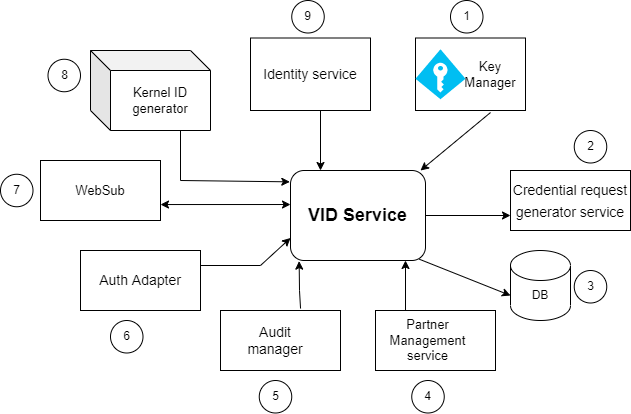 9
Identity service
1
Key
Manager
8
Kernel ID
generator
2
Credential request
generator service
7
WebSub
VID Service
3
DB
6
Auth Adapter
5
Audit
manager
4
Partner
Management
service